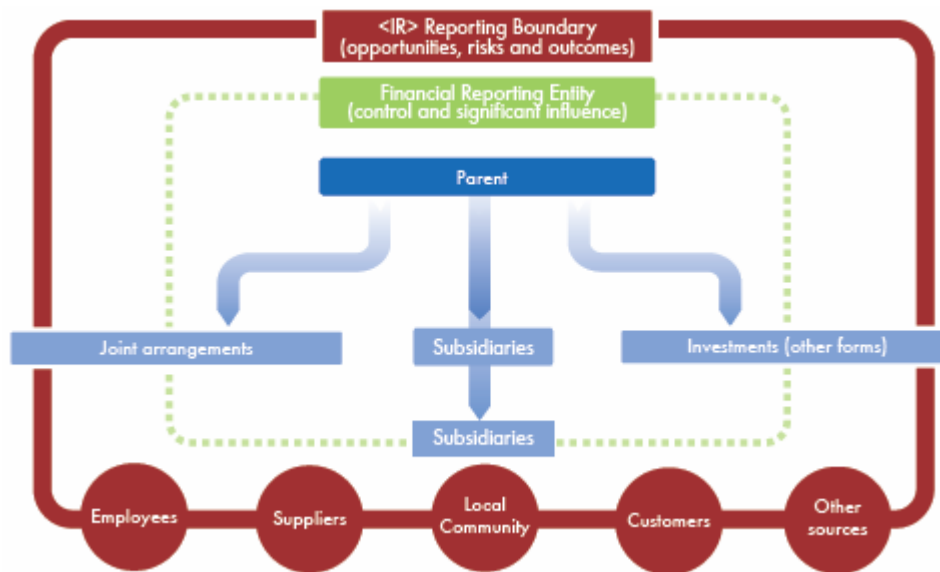 <IR> Reporting Boundary
(opportunities, risks and outcomes)
Financial Reporting Entity
(control and significant influence)
Parent
Joint arrangements
Subsidiaries
Investments (other forms)
Subsidiaries
Employees
Suppliers
Local
Community
Customers
Other
sources